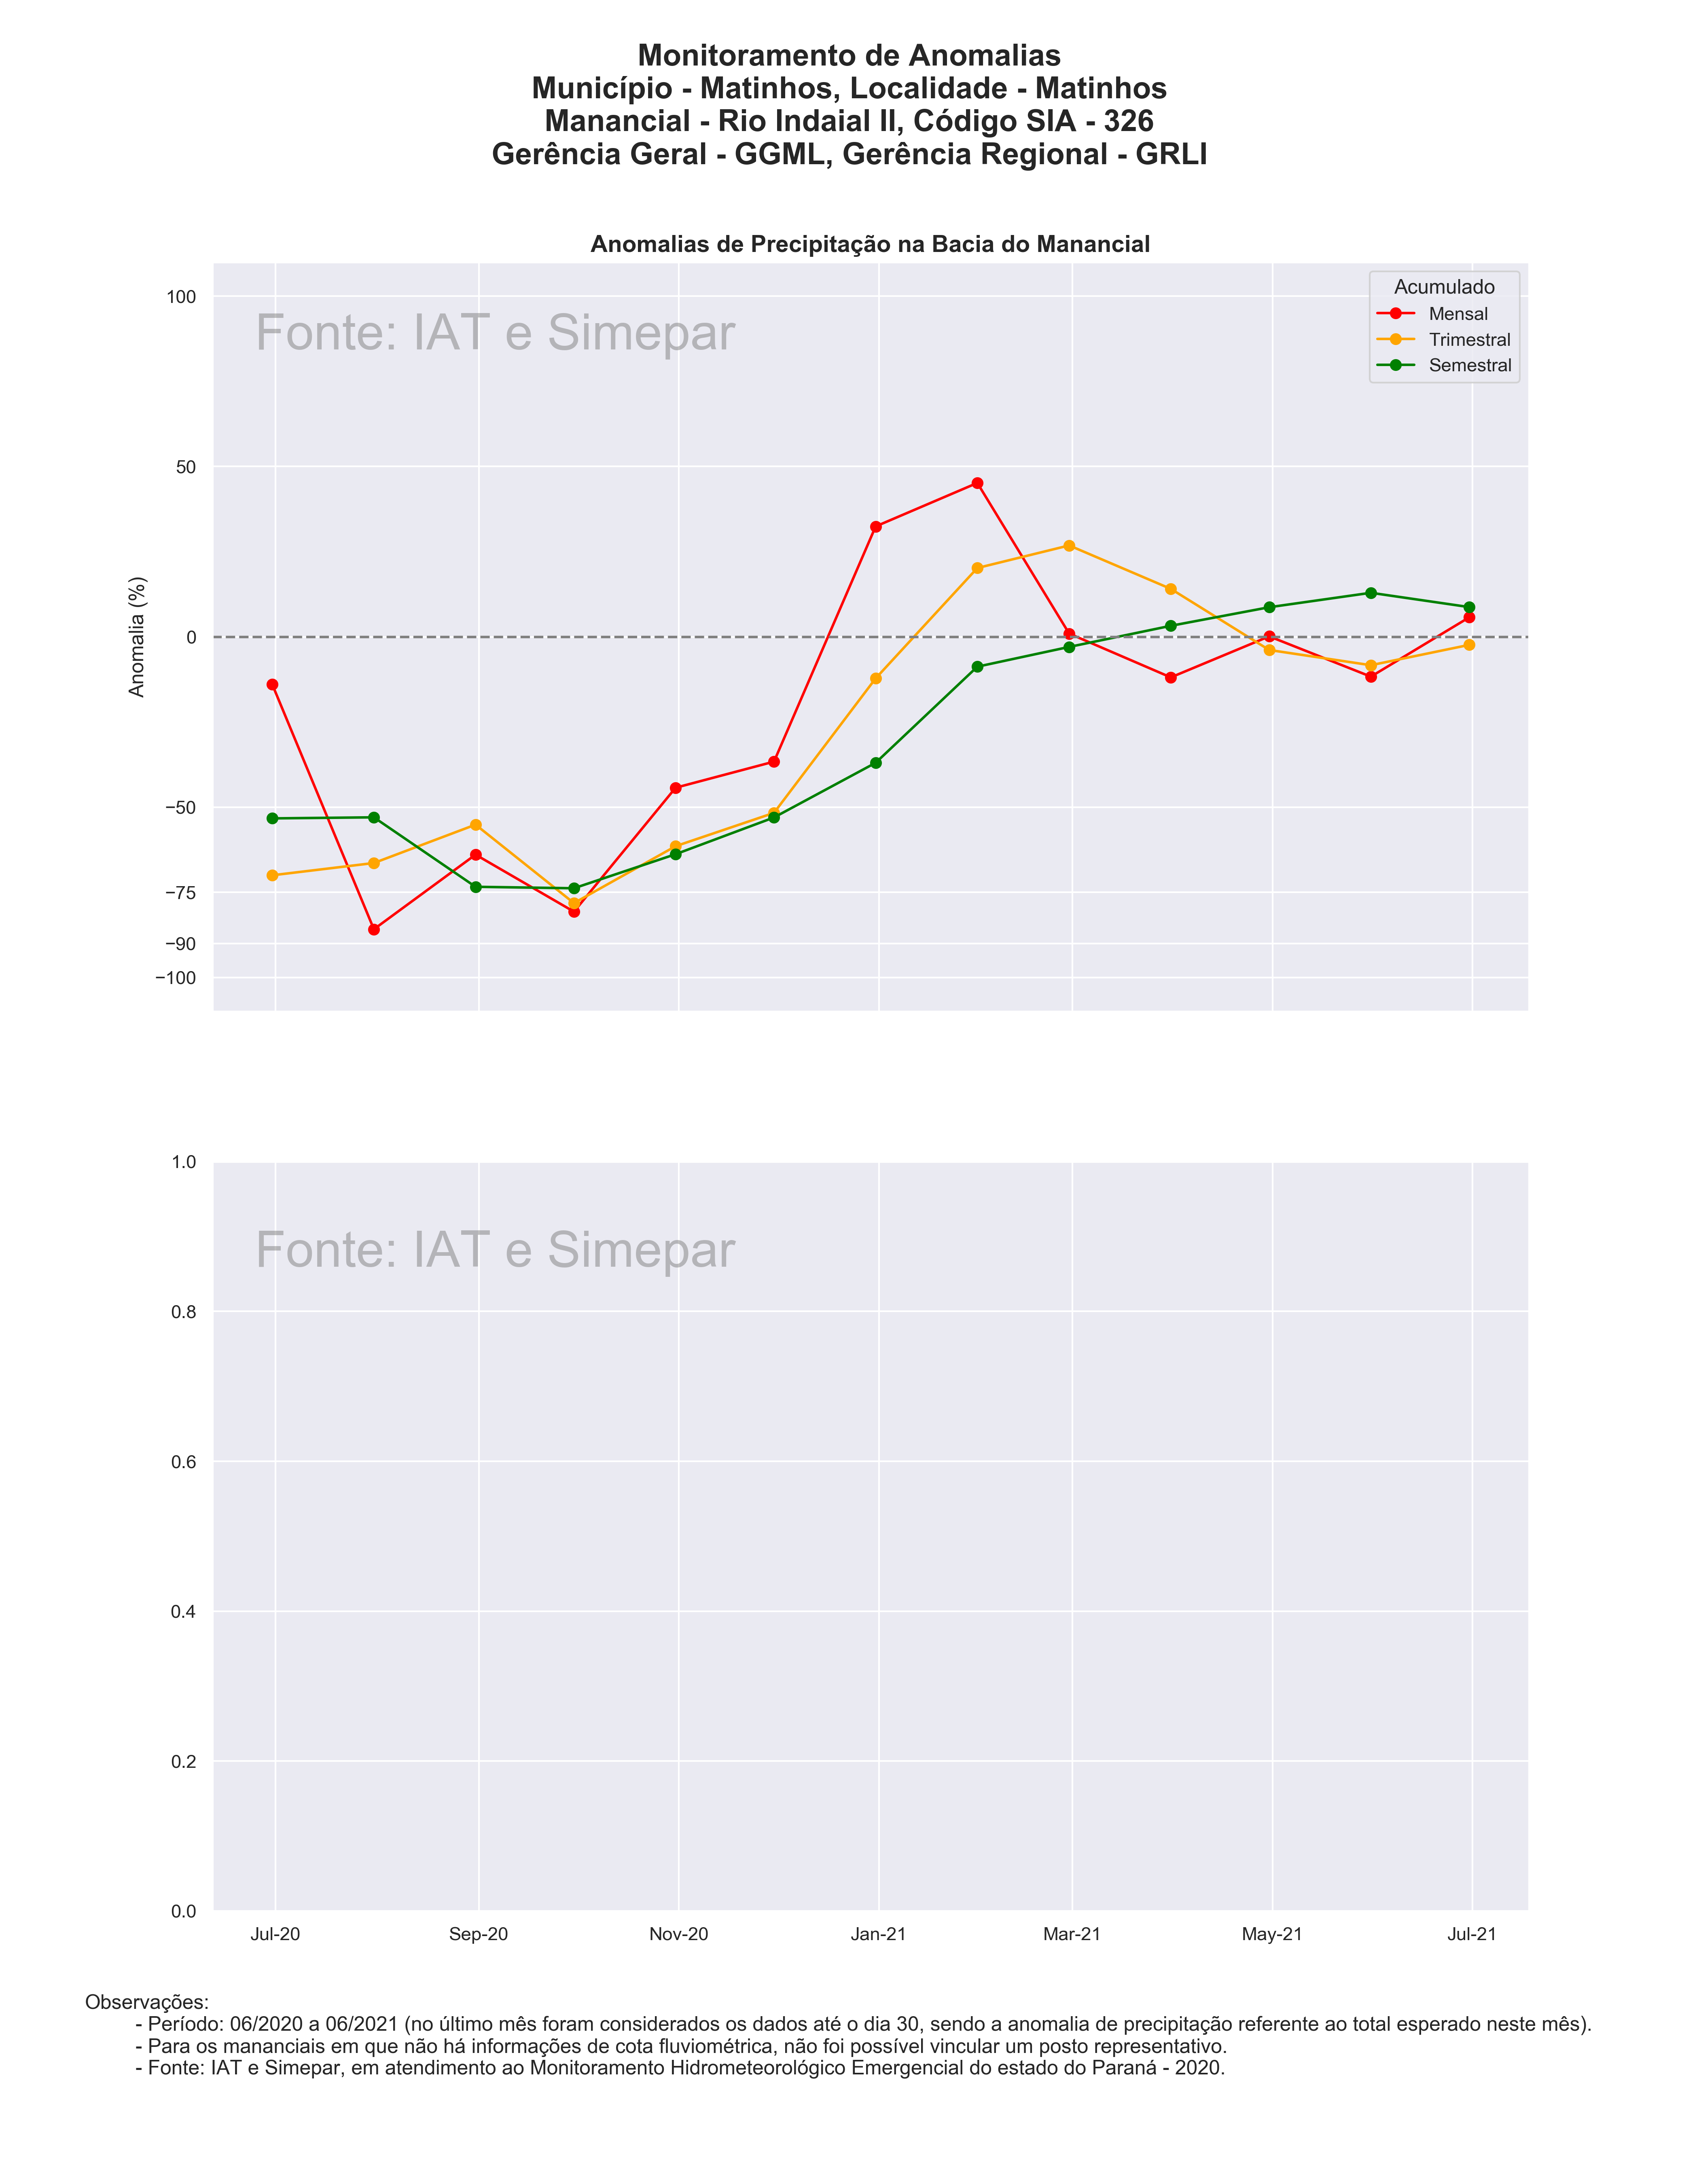 Monitoramento de Anomalias
Município - Matinhos, Localidade - Matinhos
Manancial - Rio Indaial II, Código SIA - 326
Gerência Geral - GGML, Gerência Regional - GRLI
Anomalias de Precipitação na Bacia do Manancial
Fonte: IAT e Simepar
Acumulado
Mensal
Trimestral
Semestral
Anomalia (%)
100
50
0
−50
−75
−90
−100
Fonte: IAT e Simepar
1.0
0.8
0.6
0.4
0.2
0.0
Jul-20 Sep-20 Nov-20 Jan-21 Mar-21 May-21 Jul-21
Observações:
- Período: 06/2020 a 06/2021 (no último mês foram considerados os dados até o dia 30, sendo a anomalia de precipitação referente ao total esperado neste mês).
- Para os mananciais em que não há informações de cota fluviométrica, não foi possível vincular um posto representativo.
- Fonte: IAT e Simepar, em atendimento ao Monitoramento Hidrometeorológico Emergencial do estado do Paraná - 2020.